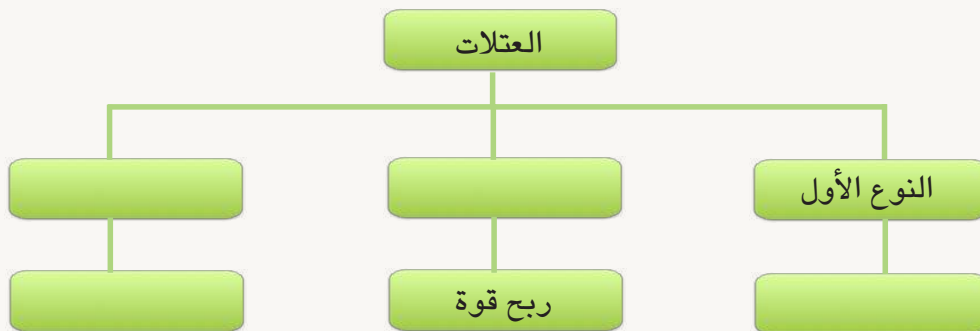 العتلات
النوع الأول
ربح قوة